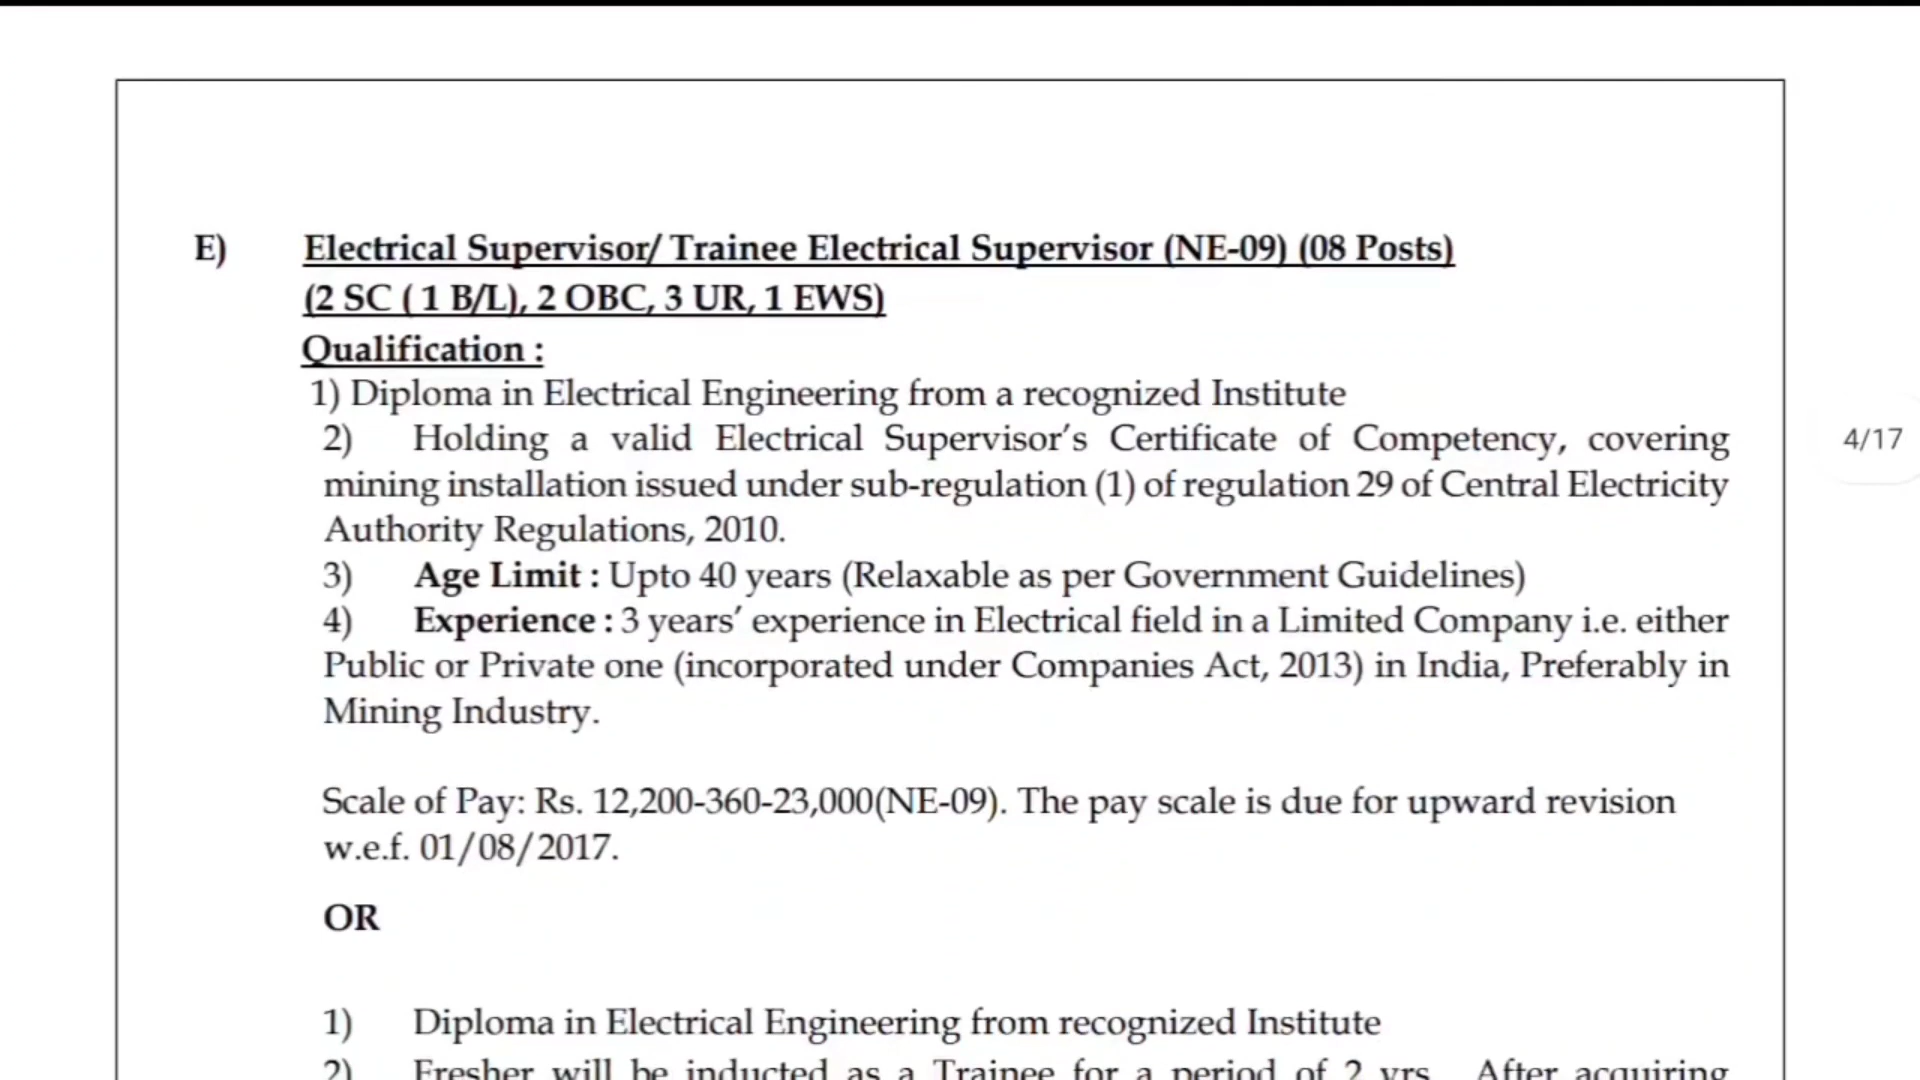 E) Electrical Supervisor/ Trainee Electrical Supervisor (NE-09) (08 Posts)
(2 SC ( 1 B/L), 2 OBC, 3 UR, 1 EWS)
Qualification :
1) Diploma in Electrical Engineering from a recognized Institute
2) Holding a valid Electrical Supervisor’s Certificate of Competency, covering
mining installation issued under sub-regulation (1) of regulation 29 of Central Electricity
Authority Regulations, 2010.
3) Age Limit : Upto 40 years (Relaxable as per Government Guidelines)
4) Experience : 3 years’ experience in Electrical field in a Limited Company i.e. either
Public or Private one (incorporated under Companies Act, 2013) in India, Preferably in
Mining Industry.
Scale of Pay: Rs. 12,200-360-23,000(NE-09). The pay scale is due for upward revision
w.e.f. 01/08/2017.
OR
1) Diploma in Electrical Engineering from recognized Institute
2) Fresher will be inducted as a Trainee for a period of 2 yrs. After acquiring
4/17